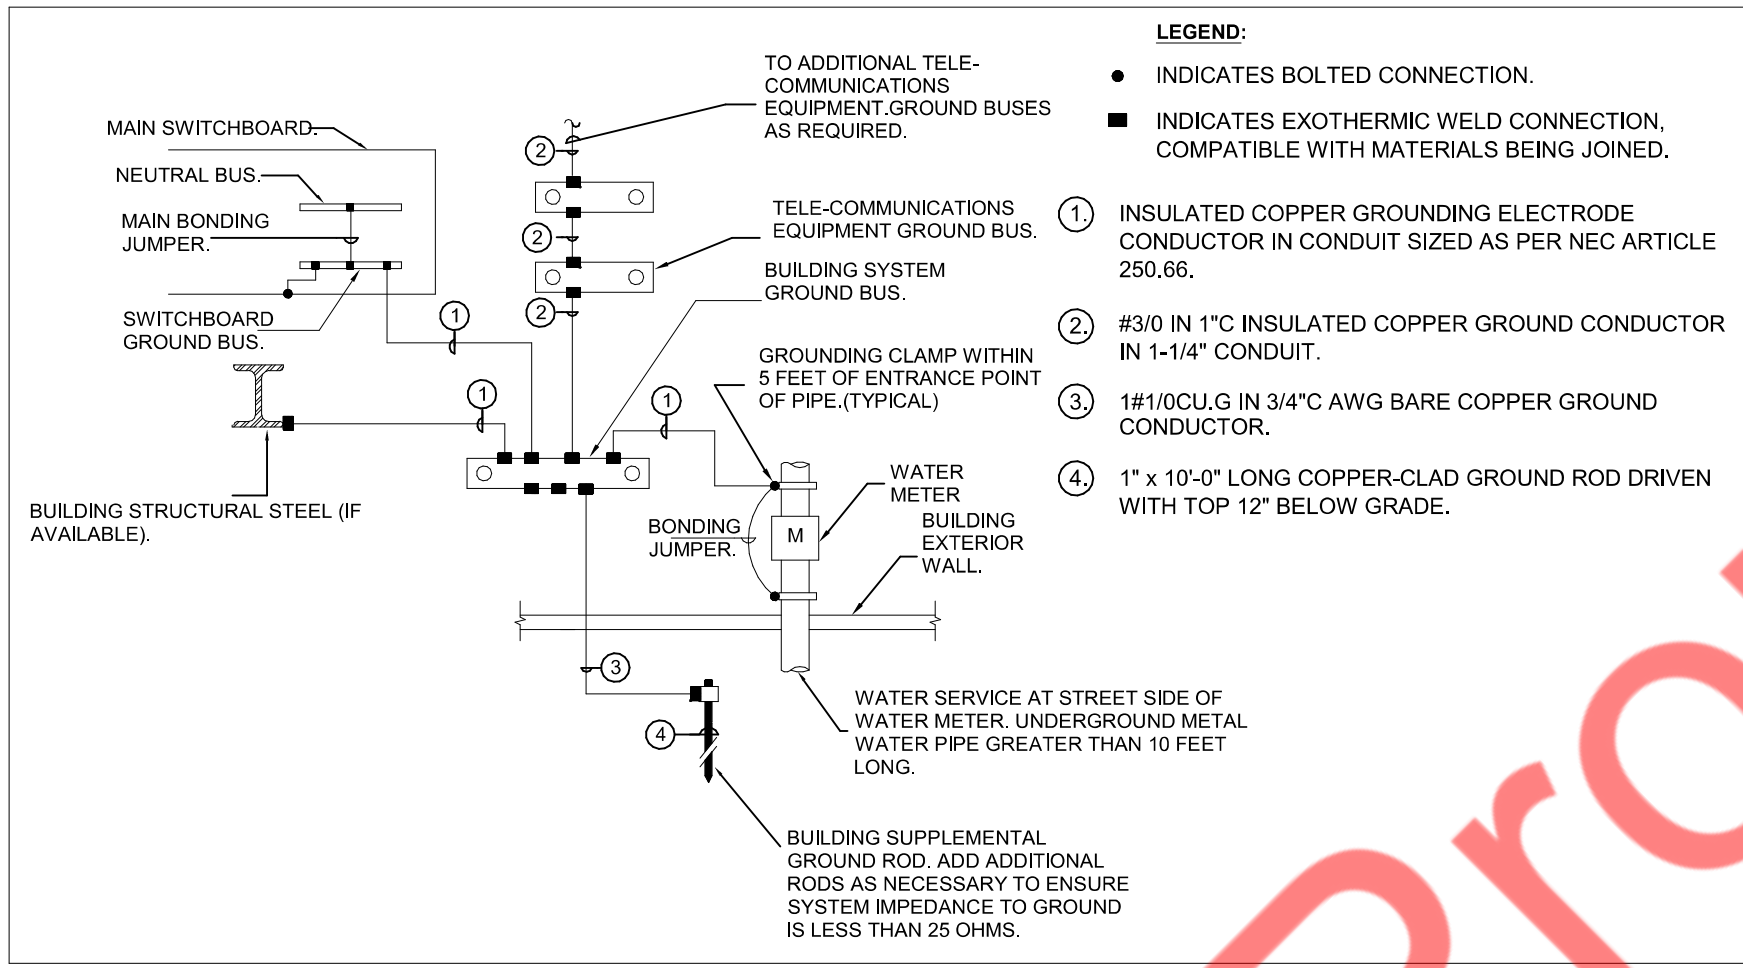 MAIN SWITCHBOARD.
NEUTRAL BUS.
MAIN BONDING
JUMPER.
SWITCHBOARD
GROUND BUS.
BUILDING STRUCTURAL STEEL (IF
AVAILABLE).
TO ADDITIONAL TELE-
COMMUNICATIONS
EQUIPMENT.GROUND BUSES
AS REQUIRED.
2
2
2
TELE-COMMUNICATIONS
EQUIPMENT GROUND BUS.
BUILDING SYSTEM
GROUND BUS.
1
1
1
GROUNDING CLAMP WITHIN
5 FEET OF ENTRANCE POINT
OF PIPE.(TYPICAL)
WATER
METER
BONDING
JUMPER.
M
BUILDING
EXTERIOR
WALL.
3
4
WATER SERVICE AT STREET SIDE OF
WATER METER. UNDERGROUND METAL
WATER PIPE GREATER THAN 10 FEET
LONG.
BUILDING SUPPLEMENTAL
GROUND ROD. ADD ADDITIONAL
RODS AS NECESSARY TO ENSURE
SYSTEM IMPEDANCE TO GROUND
IS LESS THAN 25 OHMS.
LEGEND:
INDICATES BOLTED CONNECTION.
INDICATES EXOTHERMIC WELD CONNECTION,
COMPATIBLE WITH MATERIALS BEING JOINED.
1. INSULATED COPPER GROUNDING ELECTRODE
CONDUCTOR IN CONDUIT SIZED AS PER NEC ARTICLE
250.66.
2. #3/0 IN 1"C INSULATED COPPER GROUND CONDUCTOR
IN 1-1/4" CONDUIT.
3. 1#1/0CU.G IN 3/4"C AWG BARE COPPER GROUND
CONDUCTOR.
4. 1" x 10'-0" LONG COPPER-CLAD GROUND ROD DRIVEN
WITH TOP 12" BELOW GRADE.
Pro